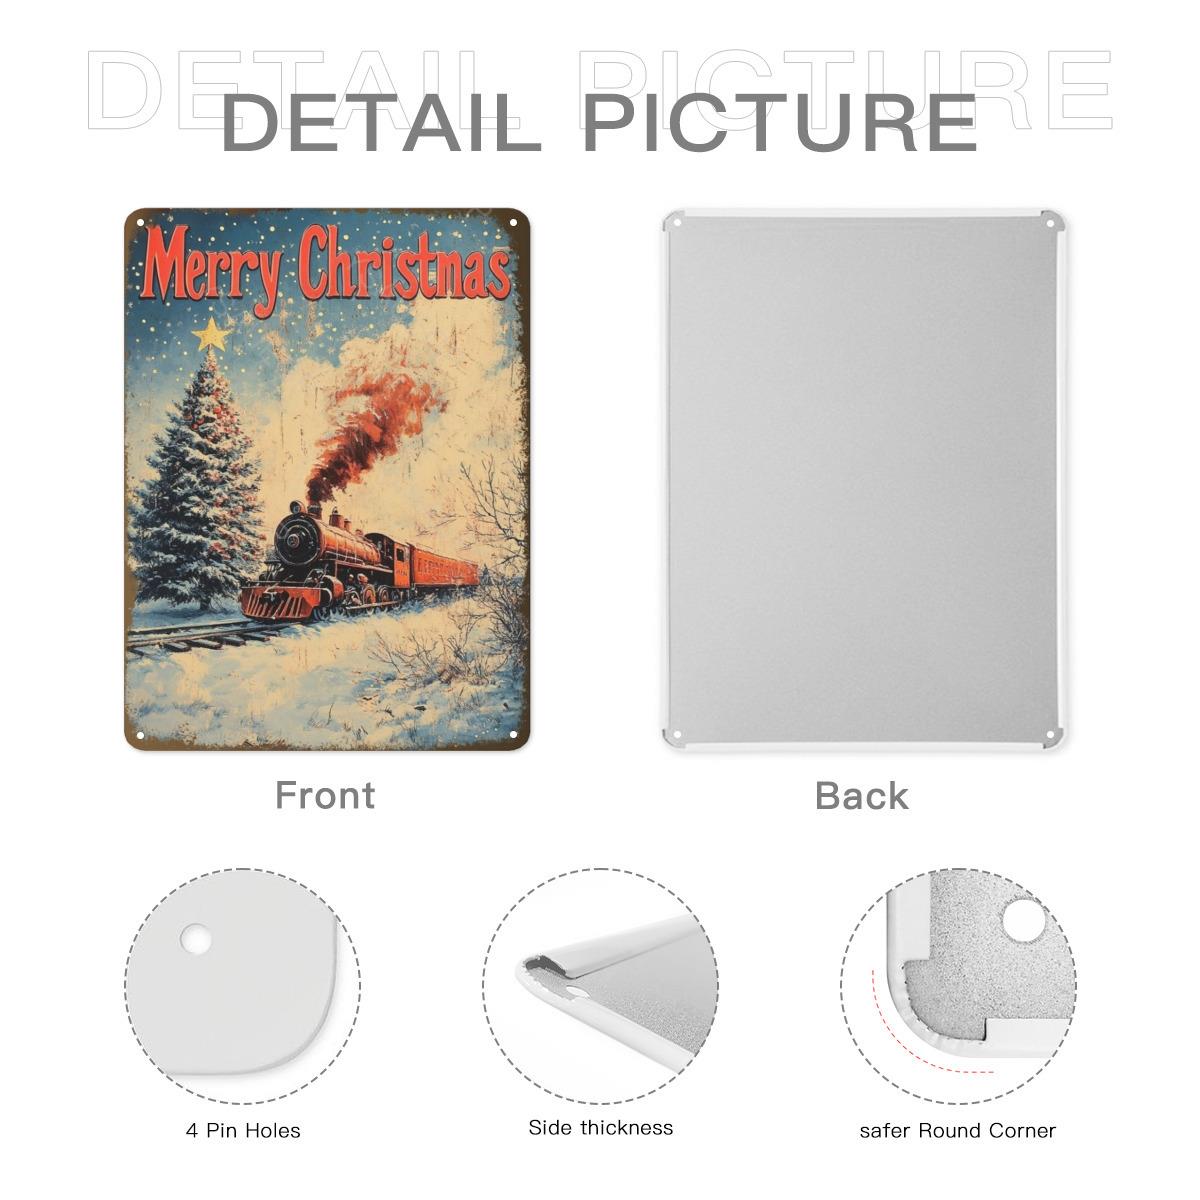 DETAIL PICTURE
DETAIL PICTURE
Merry Christmas
Front
Back
4 Pin Holes
Side thickness
safer Round Corner